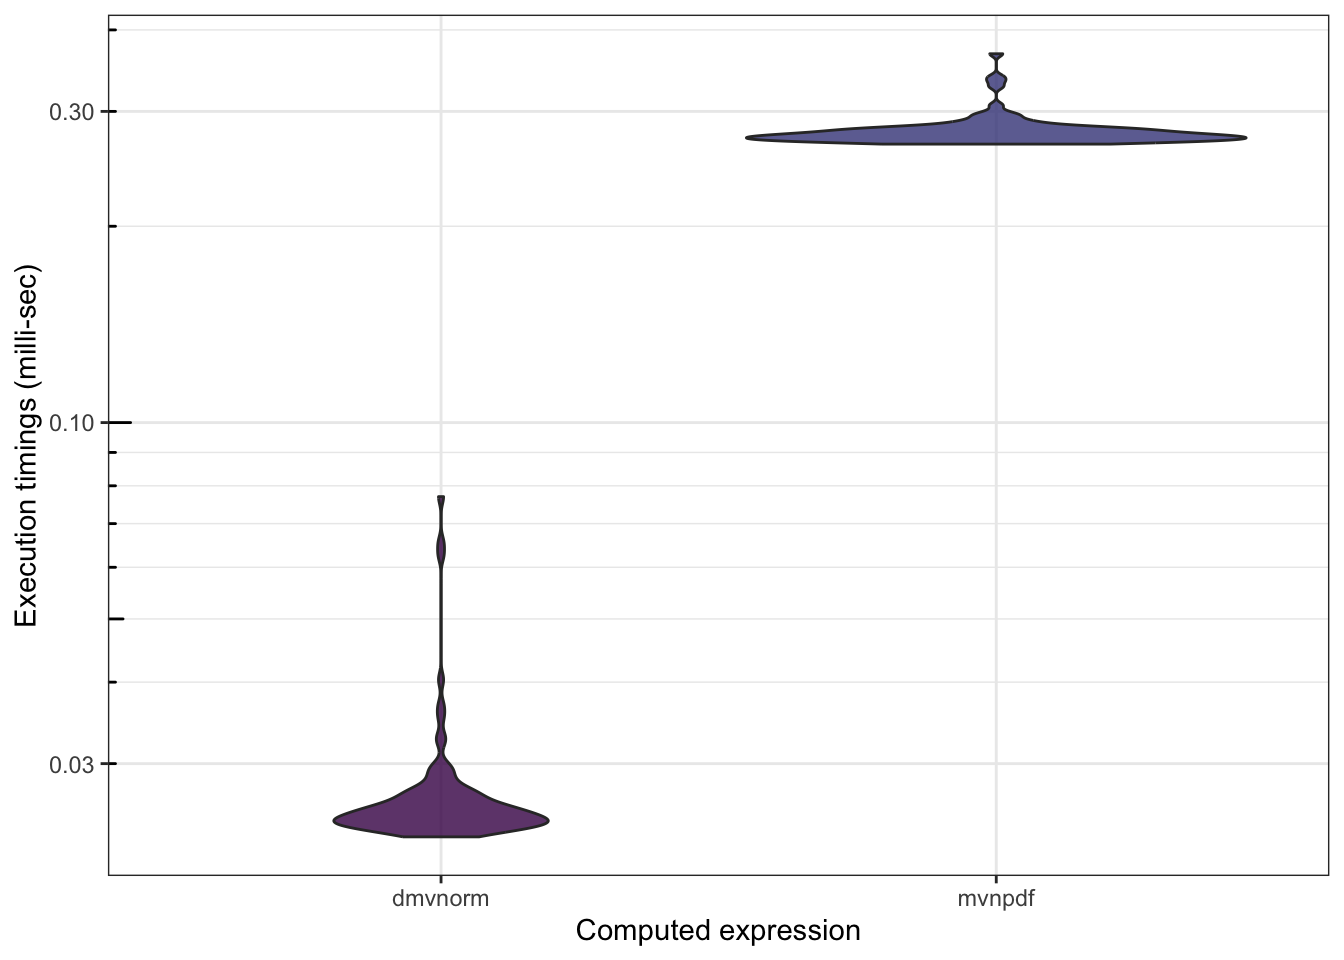 Execution timings (milli-sec)
0.30
0.10
0.03
dmvnorm
mvnpdf
Computed expression